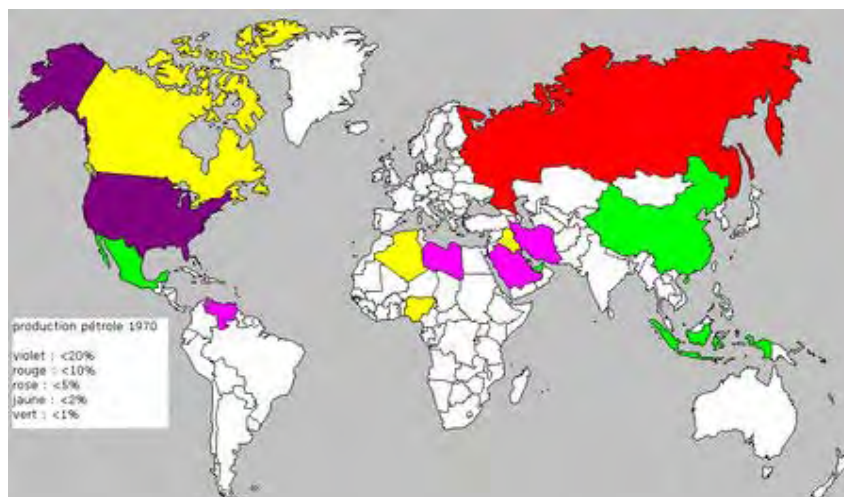 production pétrole 1970
violet : <20%
rouge : <10%
rose : <5%
jaune : <2%
vert : <1%